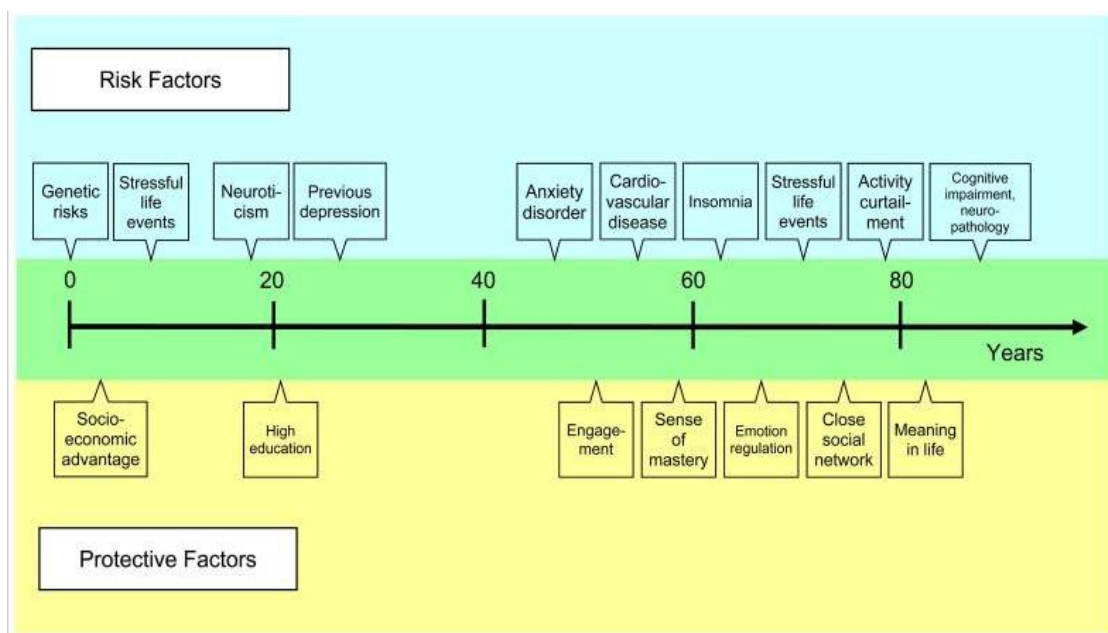 Risk Factors
Genetic
risks
Stressful
life
events
Neuroti-
cism
Previous
depression
Anxiety
disorder
Cardio-
vascular
disease
Insomnia
Stressful
life
events
Activity
curtail-
ment
Cognitive
impairment,
neuro-
pathology
0
20
40
60
80
Years
Socio-
economic
advantage
High
education
Engage-
ment
Sense
of
mastery
Emotion
regulation
Close
social
network
Meaning
in life
Protective Factors